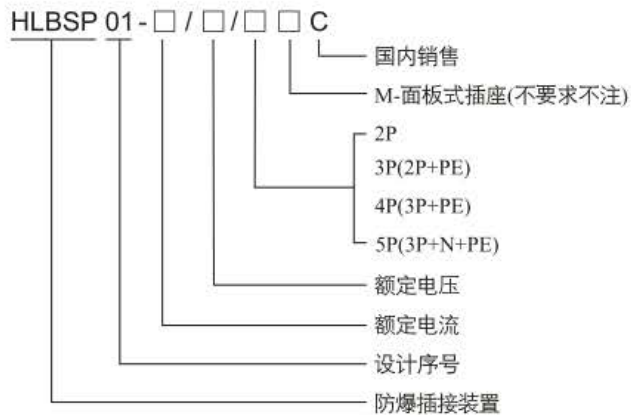 HLBSP 01-□/□/□ □ C
国内销售
M-面板式插座(不要求不注)
2P
3P(2P+PE)
4P(3P+PE)
5P(3P+N+PE)
额定电压
额定电流
设计序号
防爆插接装置